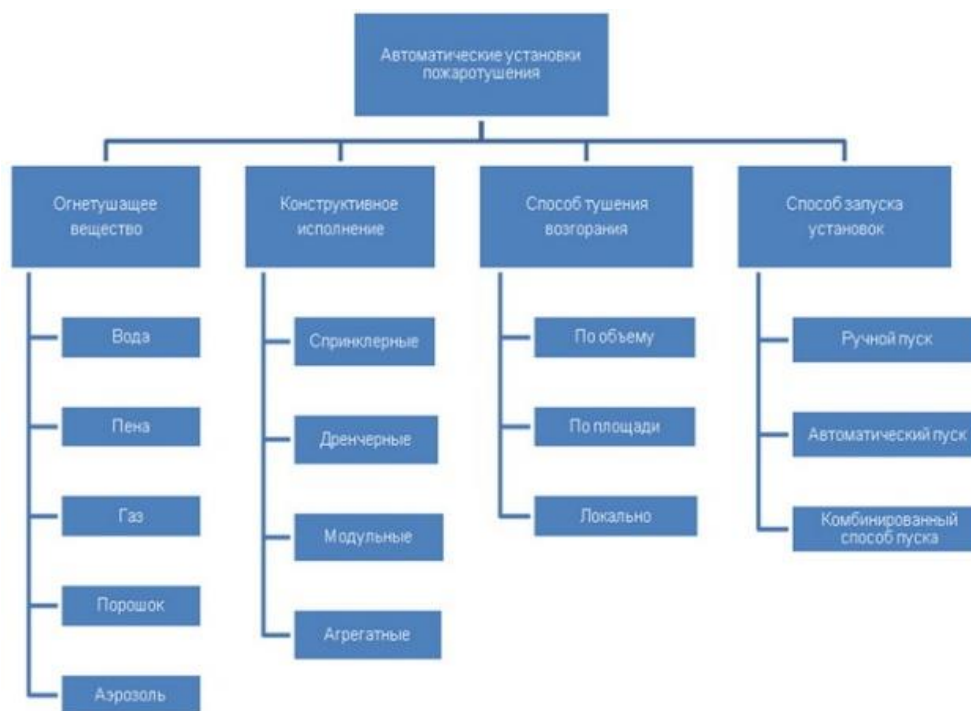 Автоматические установки
пожаротушения
Огнетушащее
вещество
Вода
Пена
Газ
Порошок
Аэрозоль
Конструктивное
исполнение
Спринклерные
Дренчерные
Модульные
Агрегатные
Способ тушения
возгорания
По объему
По площади
Локально
Способ запуска
установок
Ручной пуск
Автоматический пуск
Комбинированный
способ пуска